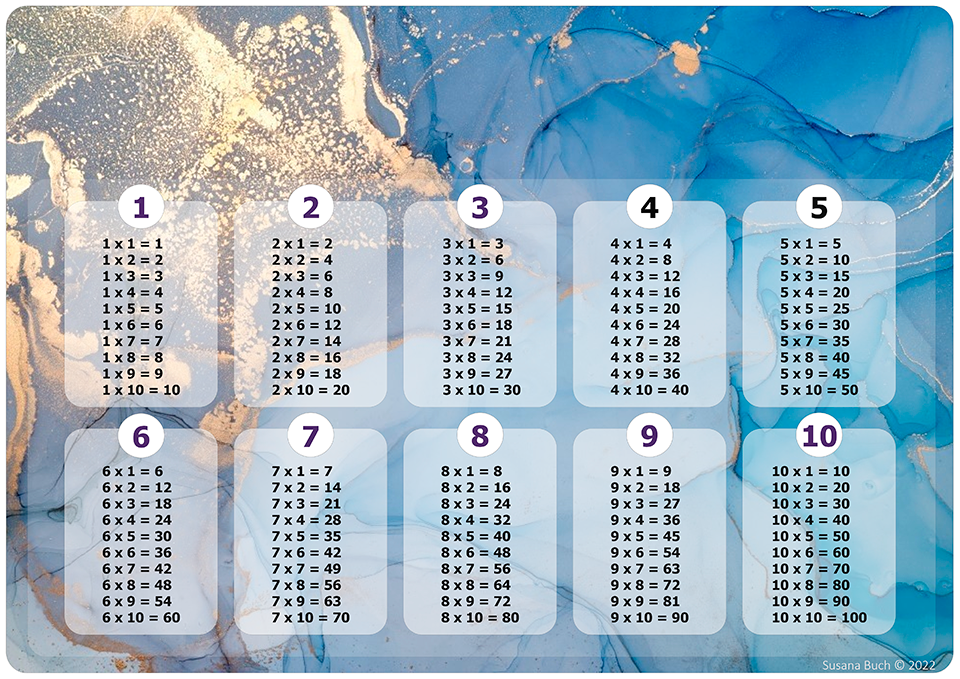 1
1 x 1 = 1
1 x 2 = 2
1 x 3 = 3
1 x 4 = 4
1 x 5 = 5
1 x 6 = 6
1 x 7 = 7
1 x 8 = 8
1 x 9 = 9
1 x 10 = 10
2
2 x 1 = 2
2 x 2 = 4
2 x 3 = 6
2 x 4 = 8
2 x 5 = 10
2 x 6 = 12
2 x 7 = 14
2 x 8 = 16
2 x 9 = 18
2 x 10 = 20
3
3 x 1 = 3
3 x 2 = 6
3 x 3 = 9
3 x 4 = 12
3 x 5 = 15
3 x 6 = 18
3 x 7 = 21
3 x 8 = 24
3 x 9 = 27
3 x 10 = 30
4
4 x 1 = 4
4 x 2 = 8
4 x 3 = 12
4 x 4 = 16
4 x 5 = 20
4 x 6 = 24
4 x 7 = 28
4 x 8 = 32
4 x 9 = 36
4 x 10 = 40
5
5 x 1 = 5
5 x 2 = 10
5 x 3 = 15
5 x 4 = 20
5 x 5 = 25
5 x 6 = 30
5 x 7 = 35
5 x 8 = 40
5 x 9 = 45
5 x 10 = 50
6
6 x 1 = 6
6 x 2 = 12
6 x 3 = 18
6 x 4 = 24
6 x 5 = 30
6 x 6 = 36
6 x 7 = 42
6 x 8 = 48
6 x 9 = 54
6 x 10 = 60
7
7 x 1 = 7
7 x 2 = 14
7 x 3 = 21
7 x 4 = 28
7 x 5 = 35
7 x 6 = 42
7 x 7 = 49
7 x 8 = 56
7 x 9 = 63
7 x 10 = 70
8
8 x 1 = 8
8 x 2 = 16
8 x 3 = 24
8 x 4 = 32
8 x 5 = 40
8 x 6 = 48
8 x 7 = 56
8 x 8 = 64
8 x 9 = 72
8 x 10 = 80
9
9 x 1 = 9
9 x 2 = 18
9 x 3 = 27
9 x 4 = 36
9 x 5 = 45
9 x 6 = 54
9 x 7 = 63
9 x 8 = 72
9 x 9 = 81
9 x 10 = 90
10
10 x 1 = 10
10 x 2 = 20
10 x 3 = 30
10 x 4 = 40
10 x 5 = 50
10 x 6 = 60
10 x 7 = 70
10 x 8 = 80
10 x 9 = 90
10 x 10 = 100
Susana Buch © 2022